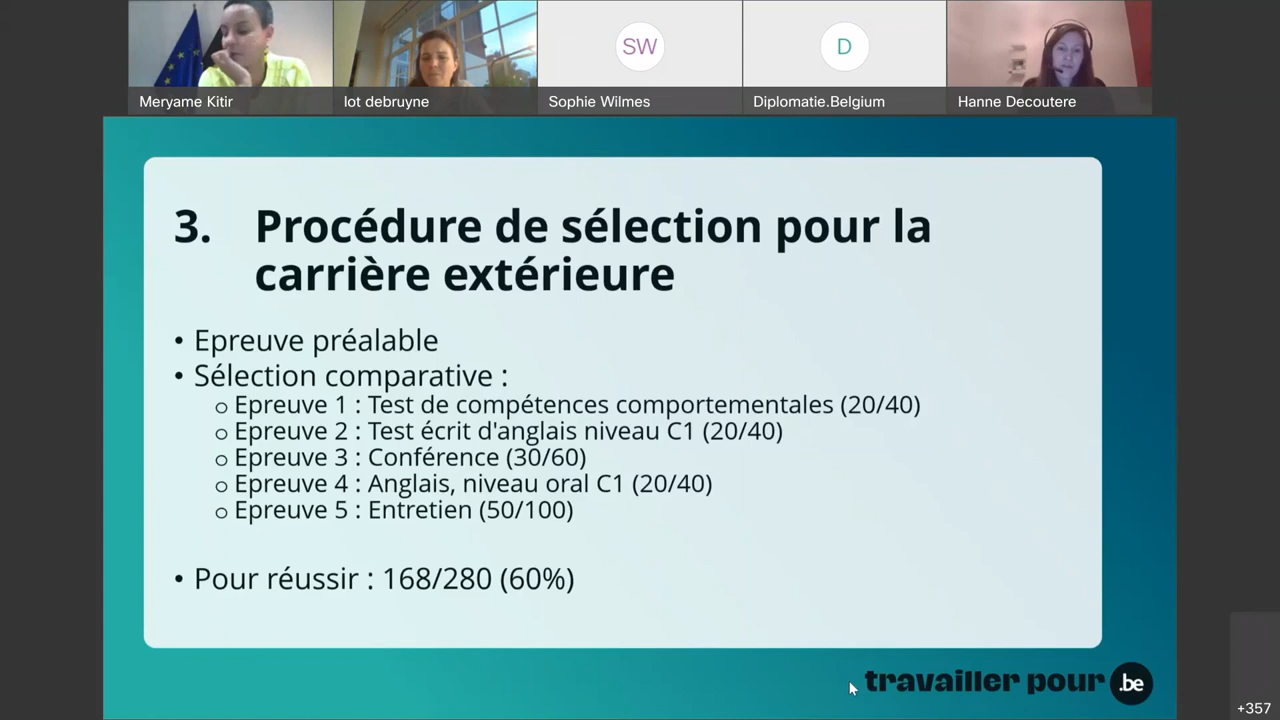 SW
D
Meryame Kitir
lot debruyne
Sophie Wilmes
Diplomatie.Belgium
Hanne Decoutere
3. Procédure de sélection pour la
carrière extérieure
• Epreuve préalable
• Sélection comparative :
o Epreuve 1 : Test de compétences comportementales (20/40)
o Epreuve 2 : Test écrit d'anglais niveau C1 (20/40)
o Epreuve 3 : Conférence (30/60)
o Epreuve 4 : Anglais, niveau oral C1 (20/40)
o Epreuve 5 : Entretien (50/100)
• Pour réussir : 168/280 (60%)
travailler pour .be
+357